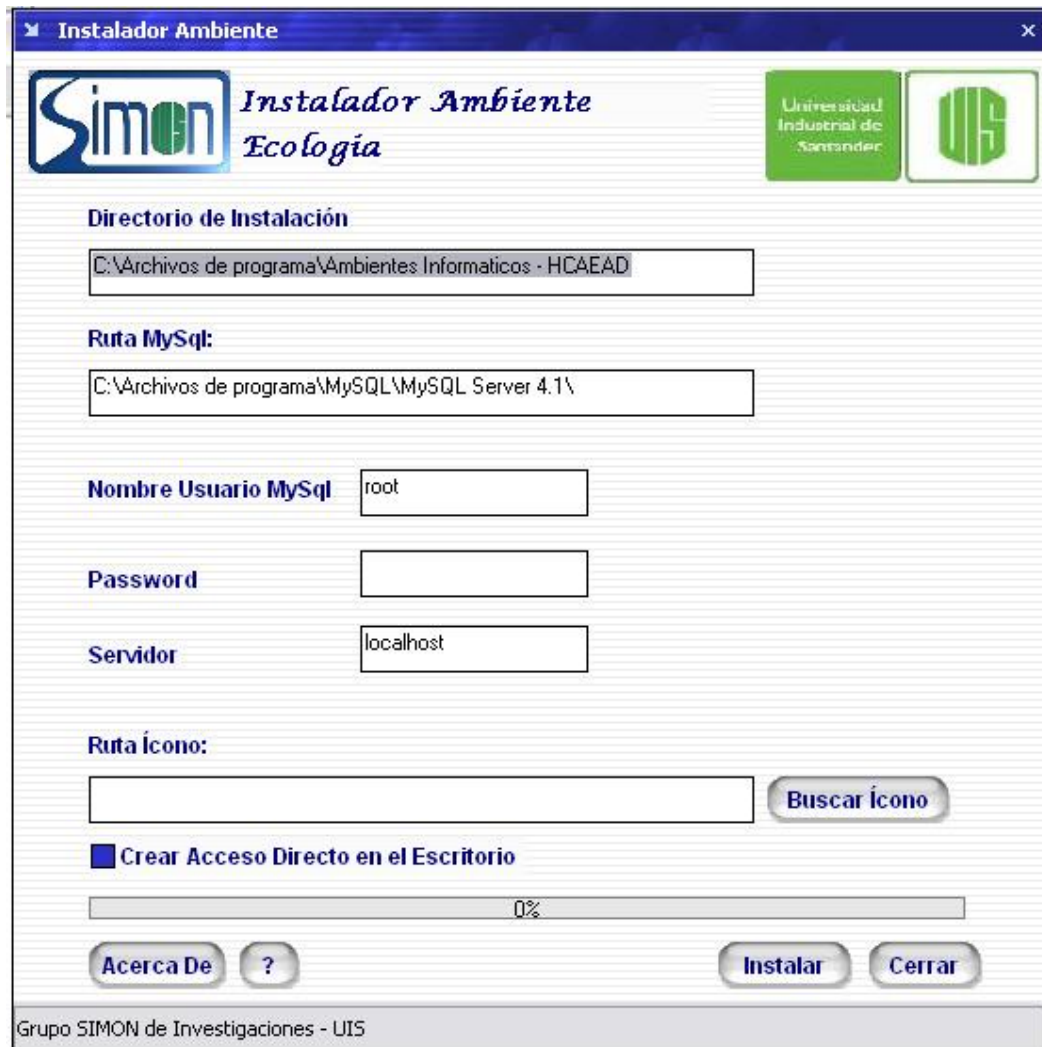 Instalador Ambiente
Simon
Instalador Ambiente
Ecología
Universidad
Industrial de
Santander
UIS
Directorio de Instalación
C:\Archivos de programa\Ambientes Informaticos - HCAEAD
Ruta MySql:
C:\Archivos de programa\MySQL\MySQL Server 4.1\
Nombre Usuario MySql
root
Password
Servidor
localhost
Ruta Ícono:
Buscar Ícono
Crear Acceso Directo en el Escritorio
0%
Acerca De
?
Instalar
Cerrar
Grupo SIMON de Investigaciones - UIS